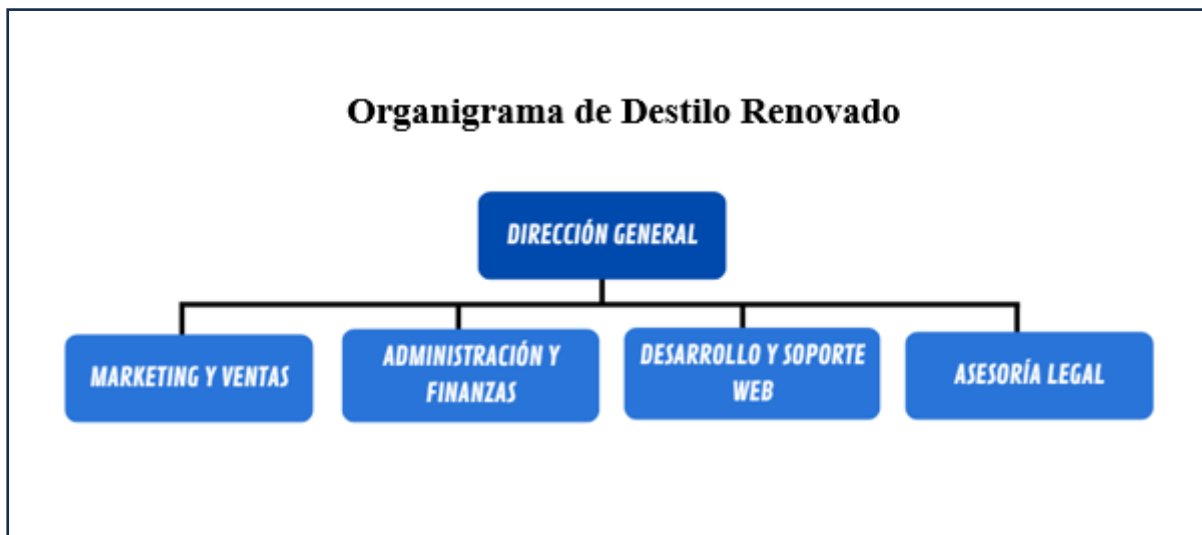 Organigrama de Destilo Renovado
DIRECCIÓN GENERAL
MARKETING Y VENTAS
ADMINISTRACIÓN Y
FINANZAS
DESARROLLO Y SOPORTE
WEB
ASESORÍA LEGAL